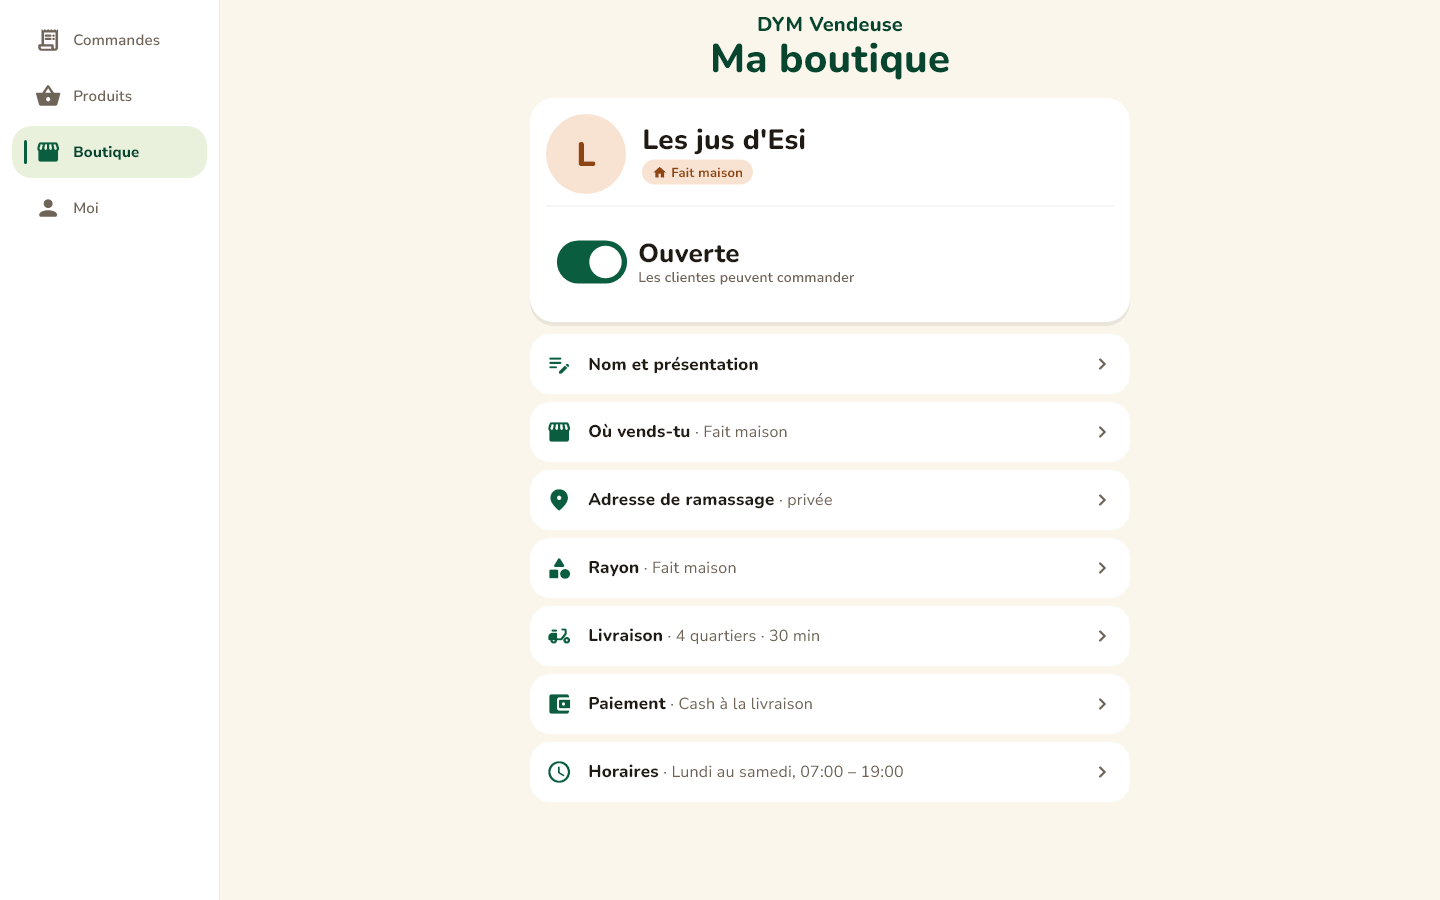 Commandes
Produits
Boutique
Moi
DYM Vendeuse
Ma boutique
L
Les jus d'Esi
Fait maison
Ouverte
Les clientes peuvent commander
Nom et présentation
Où vends-tu · Fait maison
Adresse de ramassage · privée
Rayon · Fait maison
Livraison · 4 quartiers · 30 min
Paiement · Cash à la livraison
Horaires · Lundi au samedi, 07:00 – 19:00